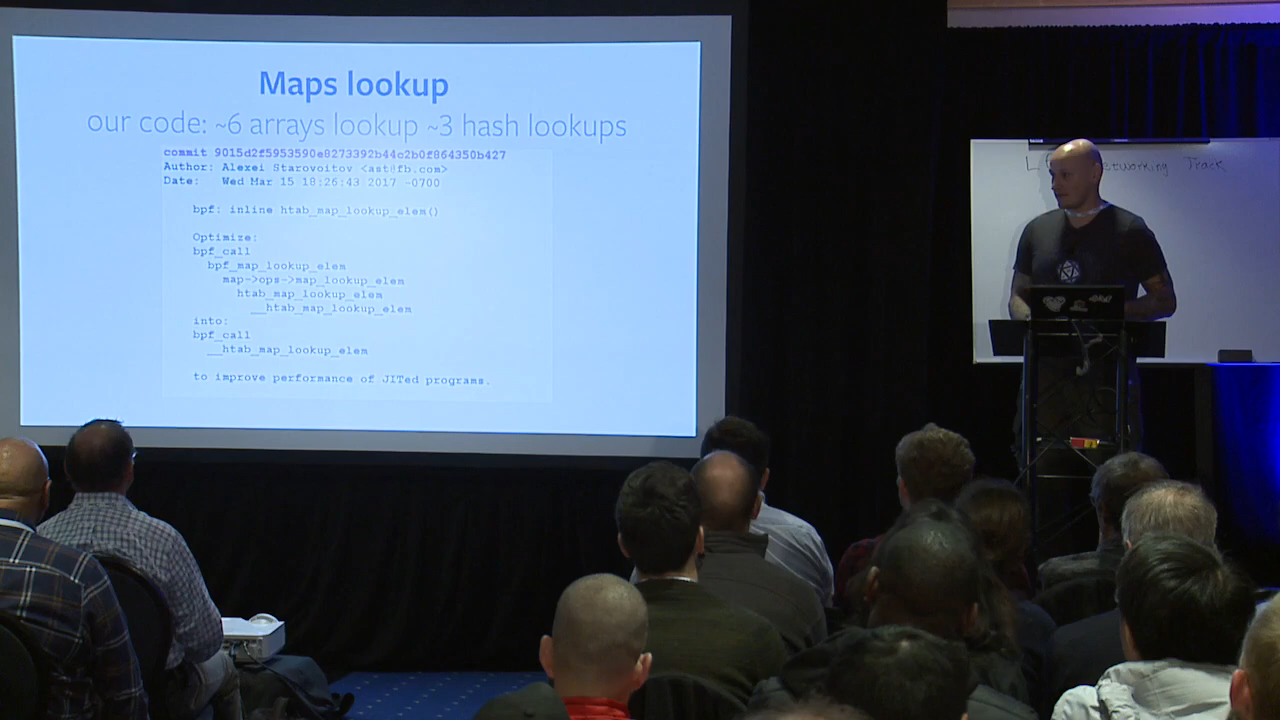 Maps lookup
our code: ~6 arrays lookup ~3 hash lookups
commit 9015d2f5953590e8273392b44c2b0f864350b427
Author: Alexei Starovoitov <ast@fb.com>
Date: Wed Mar 15 18:26:43 2017 -0700
bpf: inline htab_map_lookup_elem()
Optimize:
bpf_call
bpf_map_lookup_elem
map->ops->map_lookup_elem
htab_map_lookup_elem
__htab_map_lookup_elem
into:
bpf_call
__htab_map_lookup_elem
to improve performance of JITed programs.
Track